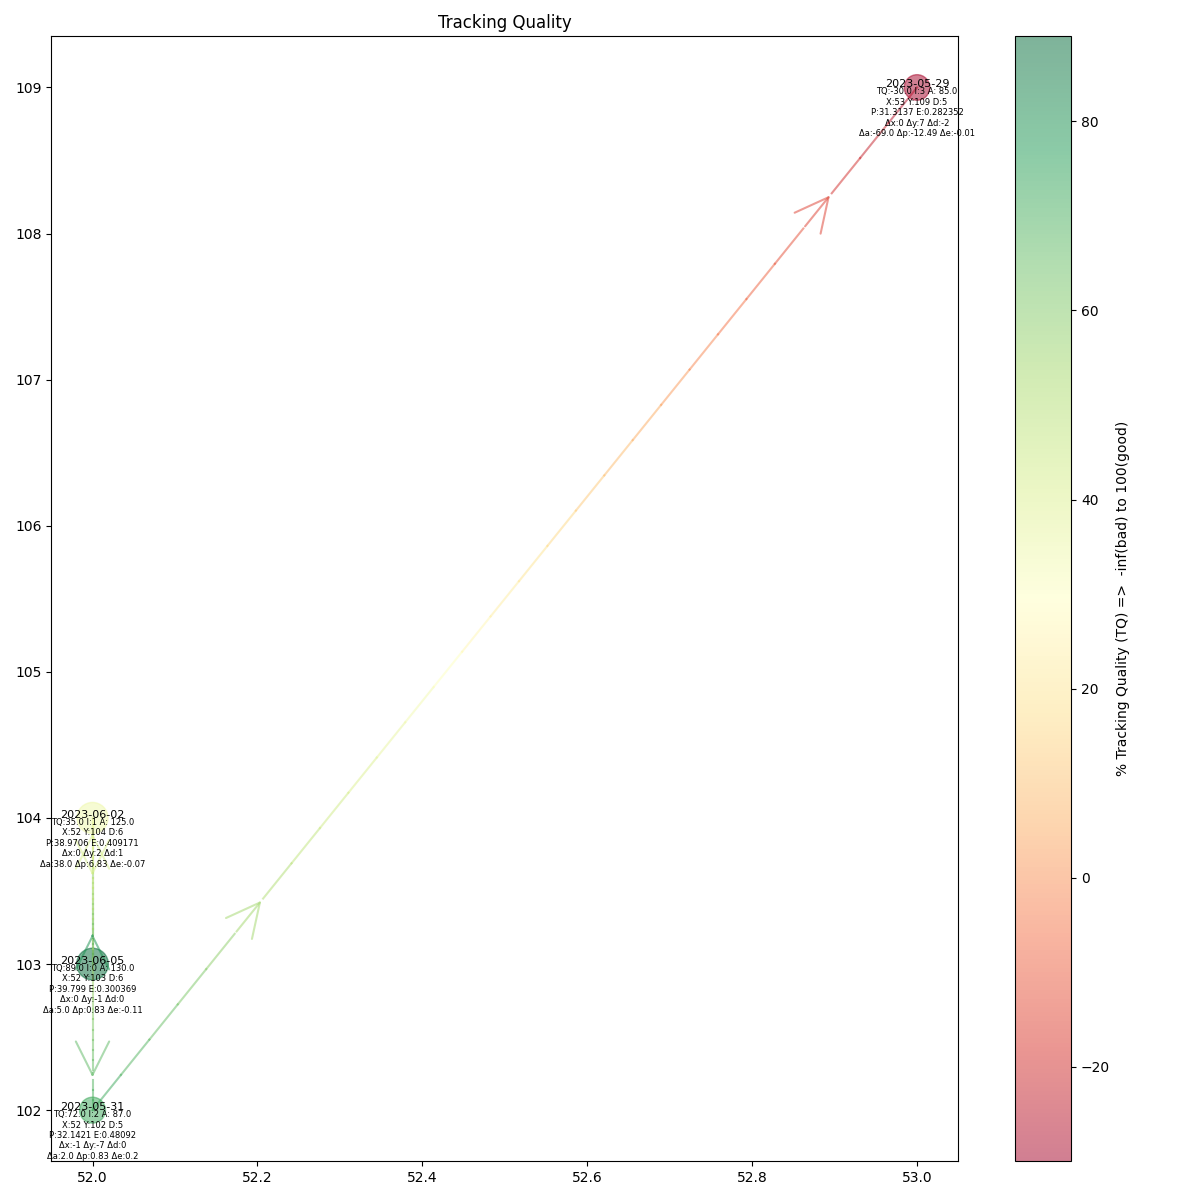 Tracking Quality
109
108
107
106
105
104
103
102
52.0
52.2
52.4
52.6
52.8
53.0
2023-05-29
TQ:-30.0 I:3 A: 85.0
X:53 Y:109 D:5
P:31.3137 E:0.282352
Δx:0 Δy:7 Δd:-2
Δa:-69.0 Δp:-12.49 Δe:-0.01
2023-06-02
TQ:35.0 I:1 A: 125.0
X:52 Y:104 D:6
P:38.9706 E:0.409171
Δx:0 Δy:2 Δd:1
Δa:38.0 Δp:6.83 Δe:-0.07
2023-06-05
TQ:89.0 I:0 A: 130.0
X:52 Y:103 D:6
P:39.799 E:0.300369
Δx:0 Δy:-1 Δd:0
Δa:5.0 Δp:0.83 Δe:-0.11
2023-05-31
TQ:72.0 I:2 A: 87.0
X:52 Y:102 D:5
P:32.1421 E:0.48092
Δx:-1 Δy:-7 Δd:0
Δa:2.0 Δp:0.83 Δe:0.2
80
60
40
20
0
−20
% Tracking Quality (TQ) => -inf(bad) to 100(good)